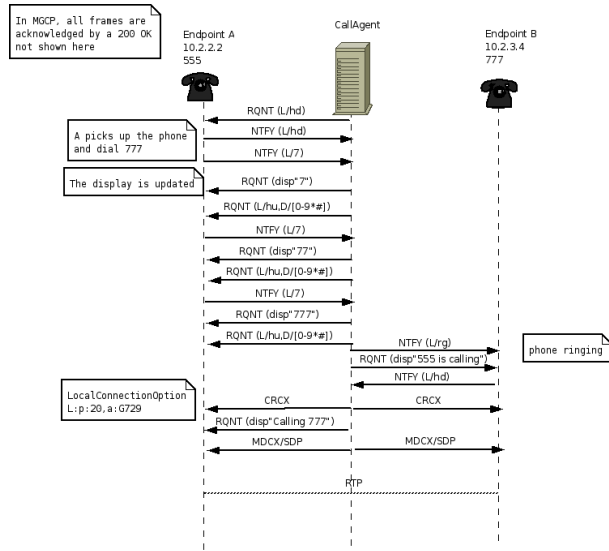 In MGCP, all frames are
acknowledged by a 200 OK
not shown here
CallAgent
Endpoint A
10.2.2.2
555
Endpoint B
10.2.3.4
777
RQNT (L/hd)
A picks up the phone
and dial 777
NTFY (L/hd)
NTFY (L/7)
The display is updated
RQNT (disp"7")
RQNT (L/hu,D/[0-9*#])
NTFY (L/7)
RQNT (disp"77")
RQNT (L/hu,D/[0-9*#])
NTFY (L/7)
RQNT (disp"777")
RQNT (L/hu,D/[0-9*#])
NTFY (L/rg)
phone ringing
RQNT (disp"555 is calling")
NTFY (L/hd)
LocalConnectionOption
L:p:20,a:G729
CRCX
CRCX
RQNT (disp"Calling 777")
MDCX/SDP
MDCX/SDP
RTP